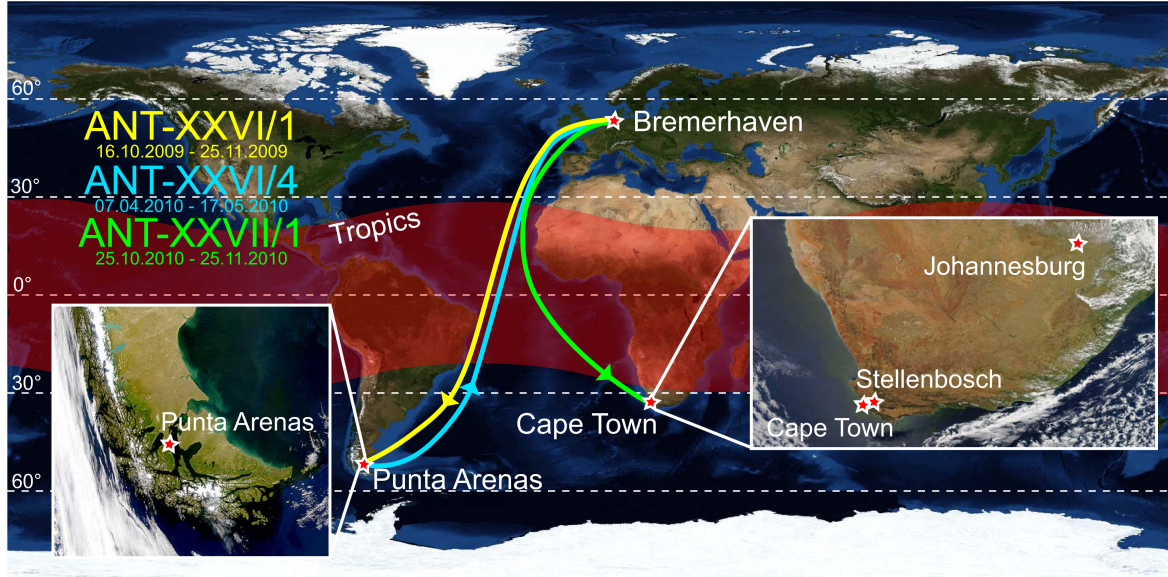 60°
ANT-XXVI/1
16.10.2009 - 25.11.2009
Bremerhaven
30°
ANT-XXVI/4
07.04.2010 - 17.05.2010
ANT-XXVII/1
25.10.2010 - 25.11.2010
Tropics
0°
Johannesburg
30°
Stellenbosch
Cape Town
Punta Arenas
Cape Town
Punta Arenas
60°